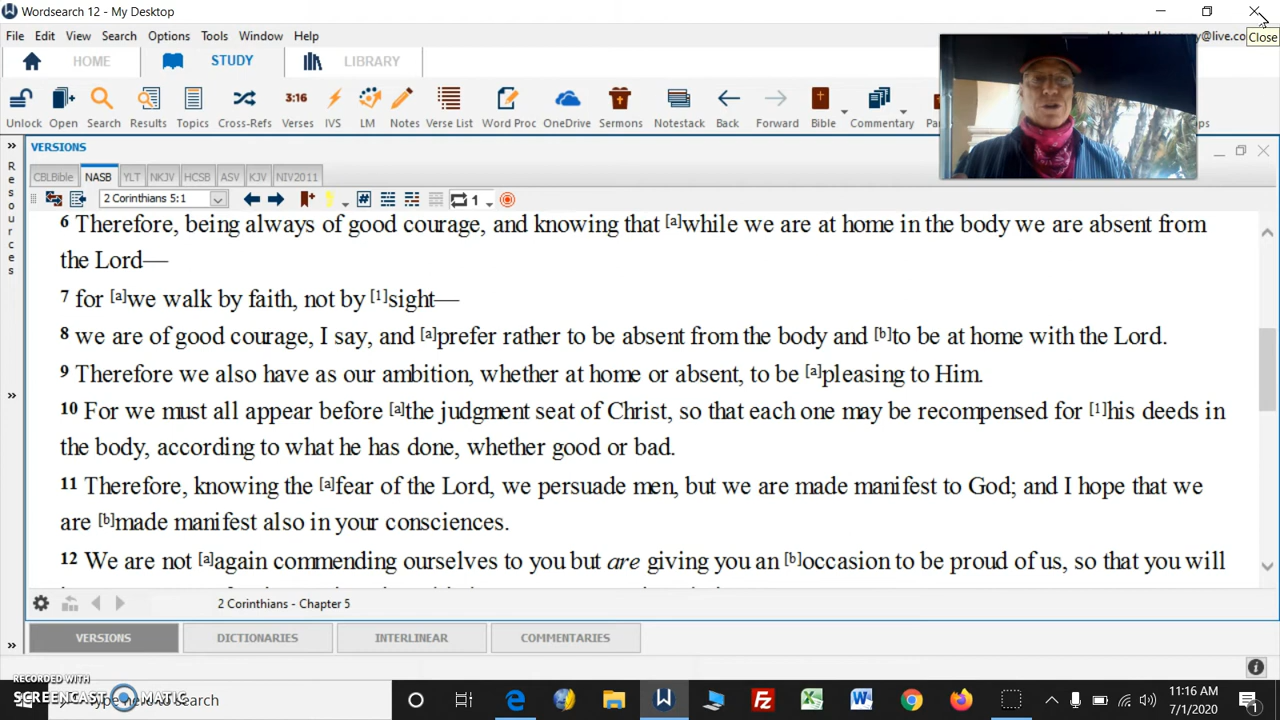 Wordsearch 12 - My Desktop
File Edit View Search Options Tools Window Help
Close
HOME STUDY LIBRARY
3:16
Unlock Open Search Results Topics Cross-Refs Verses IVS LM Notes Verse List Word Proc OneDrive Sermons Notestack Back Forward Bible Commentary
VERSIONS
Resources
CBLBible NASB YLT NKJV HCSB ASV KJV NIV2011
2 Corinthians 5:1 # 1
6 Therefore, being always of good courage, and knowing that [a]while we are at home in the body we are absent from
the Lord—
7 for [a]we walk by faith, not by [1]sight—
8 we are of good courage, I say, and [a]prefer rather to be absent from the body and [b]to be at home with the Lord.
9 Therefore we also have as our ambition, whether at home or absent, to be [a]pleasing to Him.
10 For we must all appear before [a]the judgment seat of Christ, so that each one may be recompensed for [1]his deeds in
the body, according to what he has done, whether good or bad.
11 Therefore, knowing the [a]fear of the Lord, we persuade men, but we are made manifest to God; and I hope that we
are [b]made manifest also in your consciences.
12 We are not [a]again commending ourselves to you but are giving you an [b]occasion to be proud of us, so that you will
2 Corinthians - Chapter 5
VERSIONS DICTIONARIES INTERLINEAR COMMENTARIES
RECORDED WITH
SCREENCAST MATIC
Type here to search
11:16 AM
7/1/2020
1